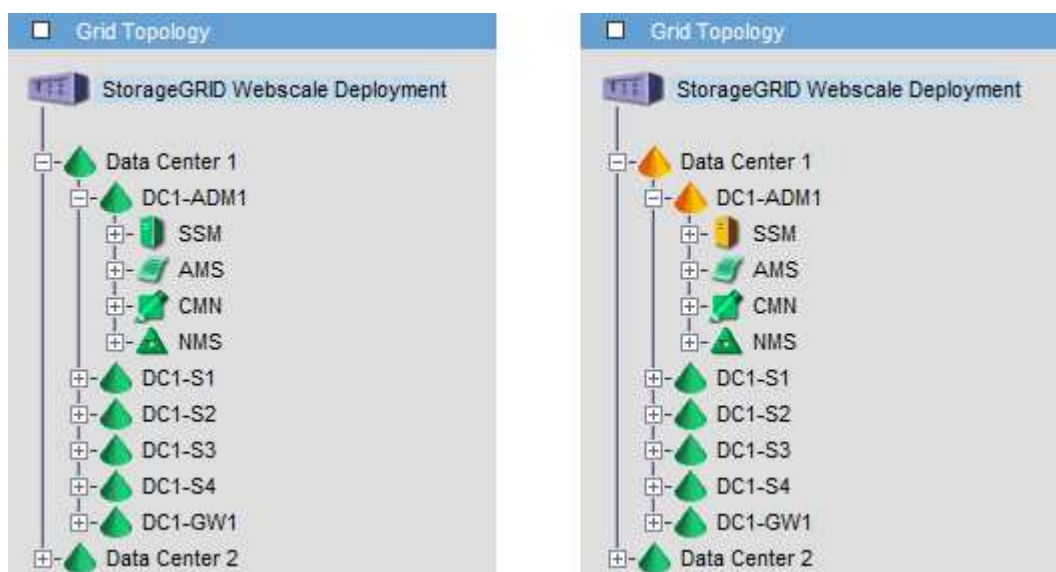 Grid Topology
StorageGRID Webscale Deployment
Data Center 1
DC1-ADM1
SSM
AMS
CMN
NMS
DC1-S1
DC1-S2
DC1-S3
DC1-S4
DC1-GW1
Data Center 2
Grid Topology
StorageGRID Webscale Deployment
Data Center 1
DC1-ADM1
SSM
AMS
CMN
NMS
DC1-S1
DC1-S2
DC1-S3
DC1-S4
DC1-GW1
Data Center 2